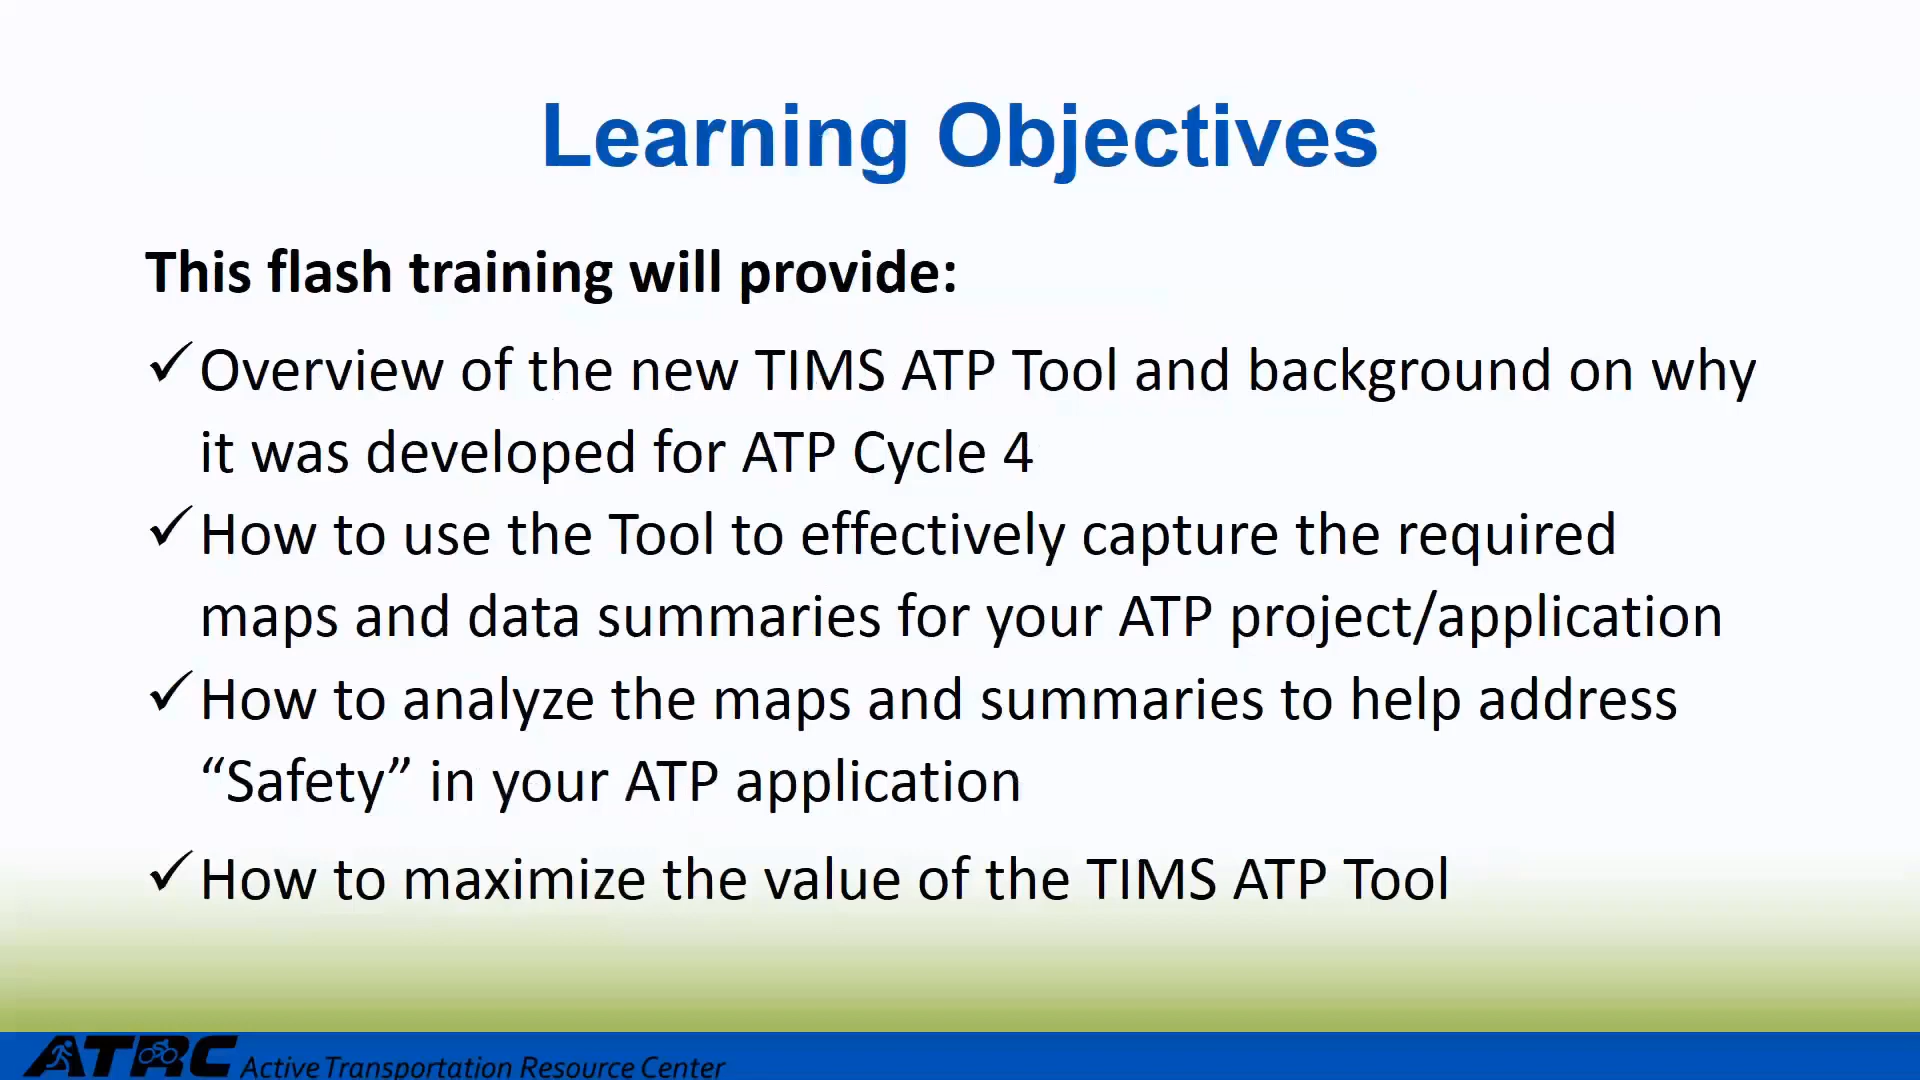 Learning Objectives
This flash training will provide:
Overview of the new TIMS ATP Tool and background on why
it was developed for ATP Cycle 4
How to use the Tool to effectively capture the required
maps and data summaries for your ATP project/application
How to analyze the maps and summaries to help address
“Safety” in your ATP application
How to maximize the value of the TIMS ATP Tool
ATRC Active Transportation Resource Center